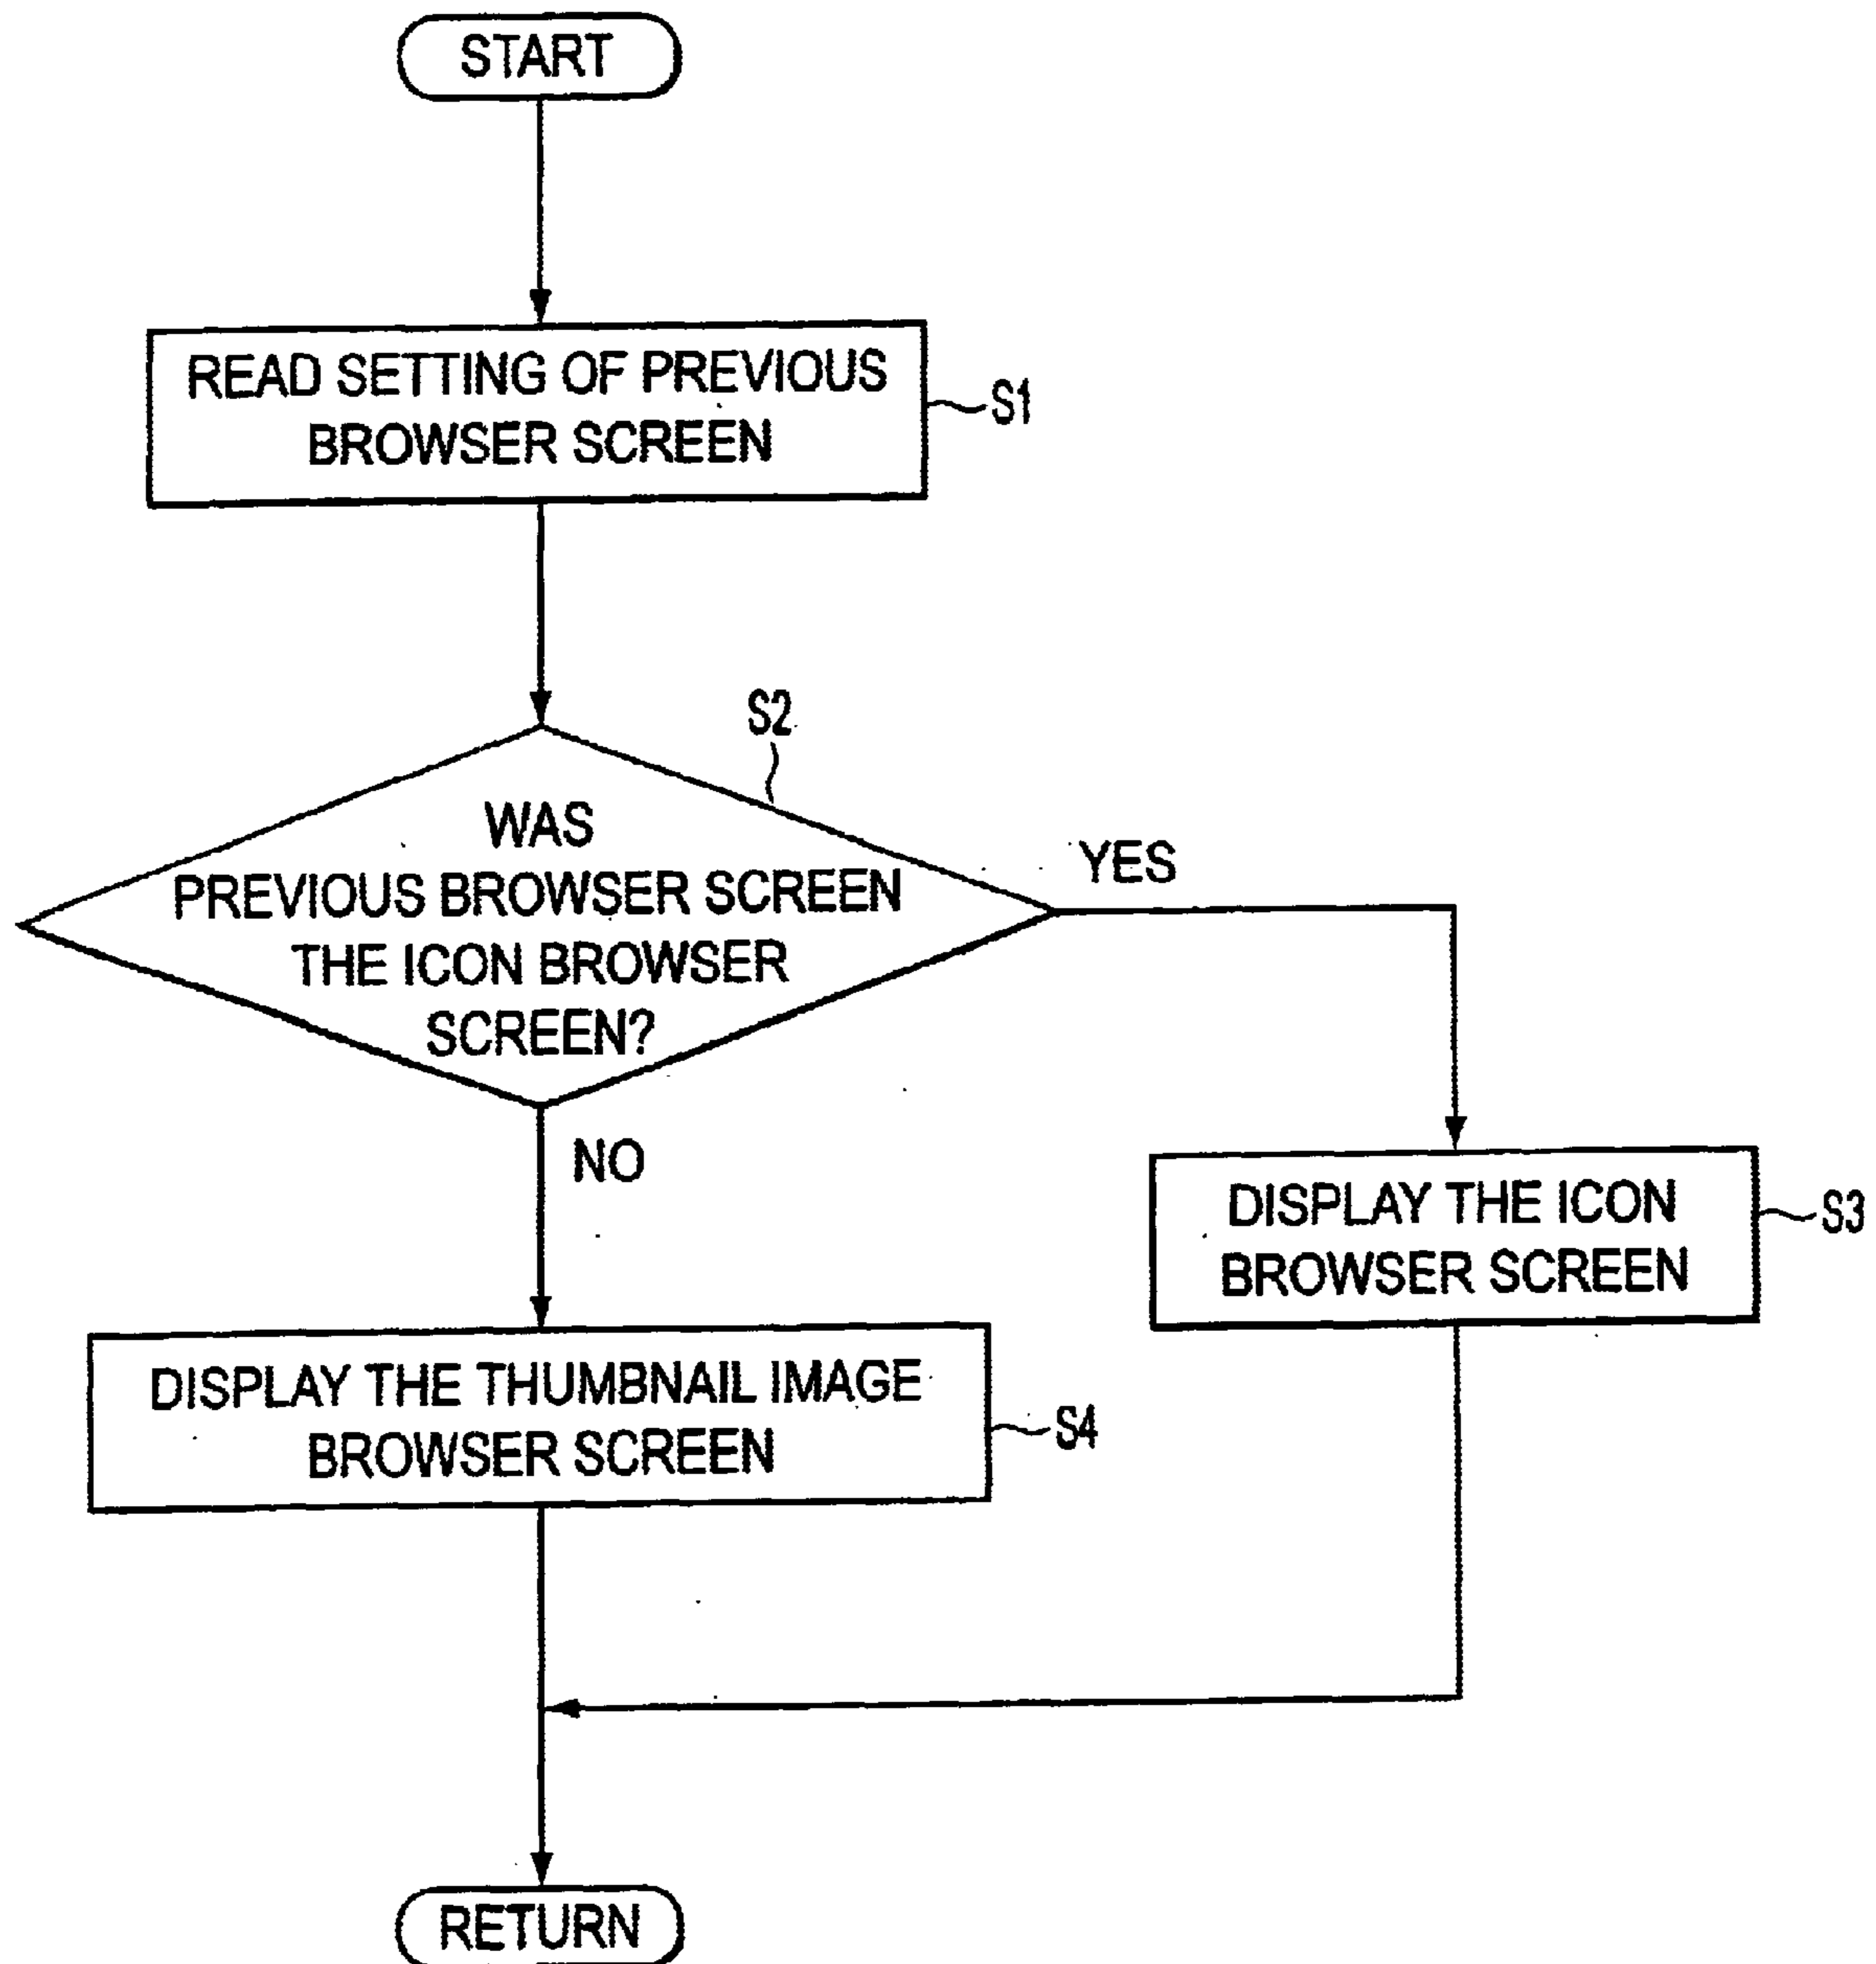 START
READ SETTING OF PREVIOUS
BROWSER SCREEN
S1
S2
WAS
PREVIOUS BROWSER SCREEN
THE ICON BROWSER
SCREEN?
YES
NO
DISPLAY THE ICON
BROWSER SCREEN
S3
DISPLAY THE THUMBNAIL IMAGE
BROWSER SCREEN
S4
RETURN